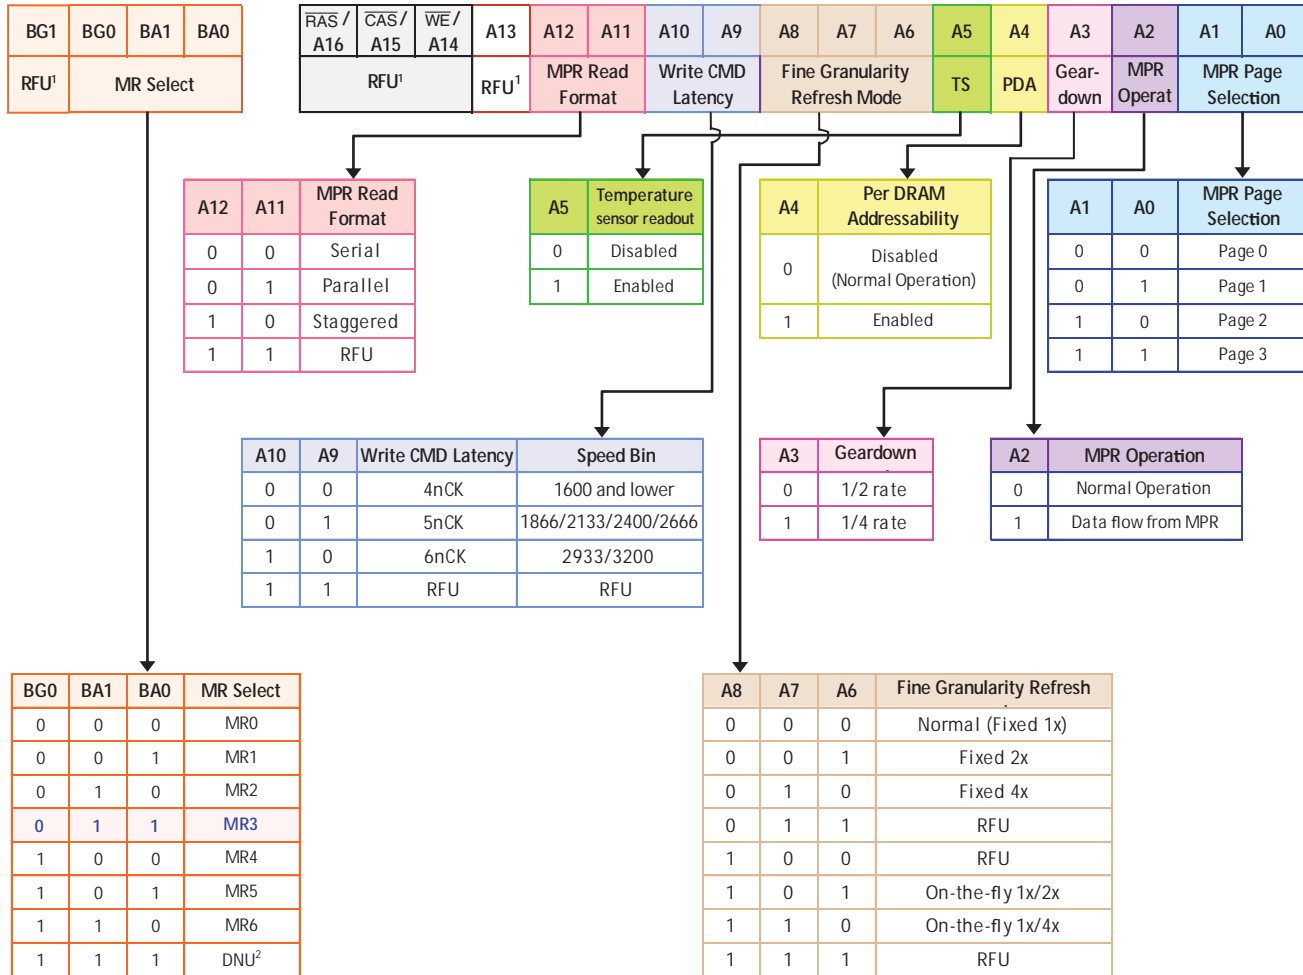 BG1 BG0 BA1 BA0 RAS / A16 CAS / A15 WE / A14 A13 A12 A11 A10 A9 A8 A7 A6 A5 A4 A3 A2 A1 A0
RFU1 MR Select RFU1 RFU1 MPR Read Format Write CMD Latency Fine Granularity Refresh Mode TS PDA Gear-down MPR Operat MPR Page Selection
A12 A11 MPR Read Format
0 0 Serial
0 1 Parallel
1 0 Staggered
1 1 RFU
A5 Temperature sensor readout
0 Disabled
1 Enabled
A4 Per DRAM Addressability
0 Disabled (Normal Operation)
1 Enabled
A1 A0 MPR Page Selection
0 0 Page 0
0 1 Page 1
1 0 Page 2
1 1 Page 3
A10 A9 Write CMD Latency Speed Bin
0 0 4nCK 1600 and lower
0 1 5nCK 1866/2133/2400/2666
1 0 6nCK 2933/3200
1 1 RFU RFU
A3 Geardown
0 1/2 rate
1 1/4 rate
A2 MPR Operation
0 Normal Operation
1 Data flow from MPR
BG0 BA1 BA0 MR Select
0 0 0 MR0
0 0 1 MR1
0 1 0 MR2
0 1 1 MR3
1 0 0 MR4
1 0 1 MR5
1 1 0 MR6
1 1 1 DNU2
A8 A7 A6 Fine Granularity Refresh
0 0 0 Normal (Fixed 1x)
0 0 1 Fixed 2x
0 1 0 Fixed 4x
0 1 1 RFU
1 0 0 RFU
1 0 1 On-the-fly 1x/2x
1 1 0 On-the-fly 1x/4x
1 1 1 RFU